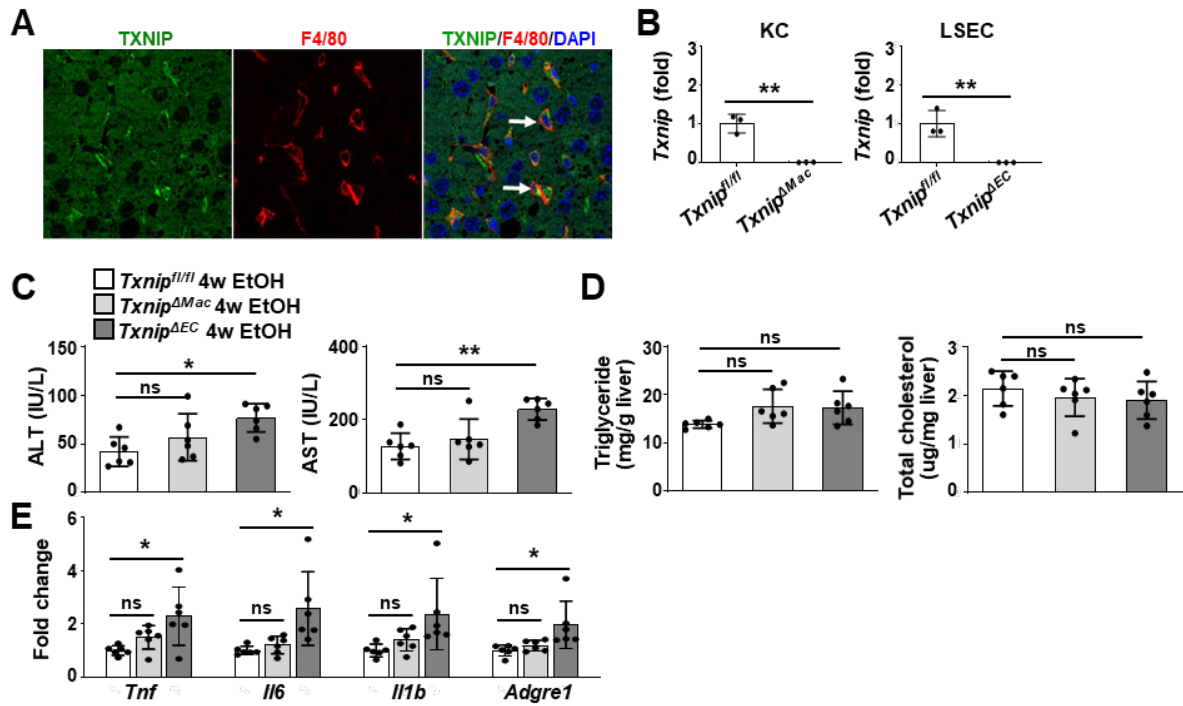 A
TXNIP
F4/80
TXNIP/F4/80/DAPI
B
KC
LSEC
Txnip (fold)
3
2
1
0
**
Txnip^fl/fl
Txnip^ΔMac
Txnip (fold)
3
2
1
0
**
Txnip^fl/fl
Txnip^ΔEC
C
Txnip^fl/fl 4w EtOH
Txnip^ΔMac 4w EtOH
Txnip^ΔEC 4w EtOH
ALT (IU/L)
150
100
50
0
*
ns
AST (IU/L)
400
200
0
**
ns
D
Triglyceride
(mg/g liver)
30
20
10
0
ns
ns
Total cholesterol
(ug/mg liver)
3
2
1
0
ns
ns
E
Fold change
6
4
2
0
*
ns
*
ns
*
ns
*
ns
Tnf
Il6
Il1b
Adgre1